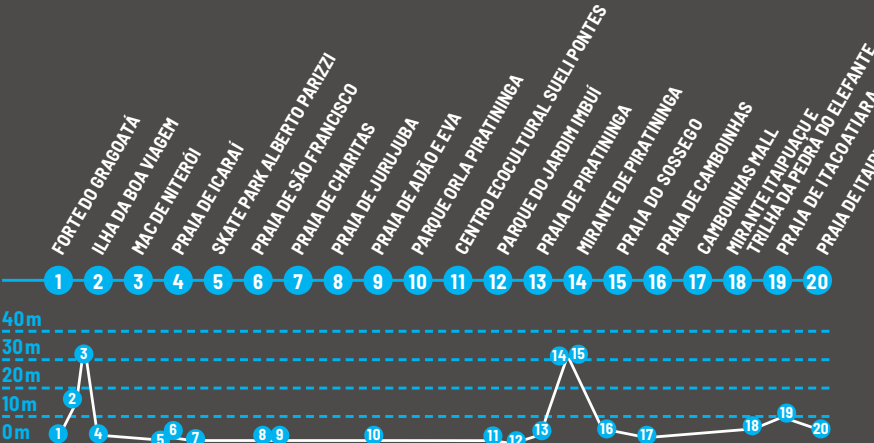 FORTE DO GRAGOATÁ
ILHA DA BOA VIAGEM
MAC DE NITERÓI
PRAIA DE ICARAÍ
SKATE PARK ALBERTO PARIZZI
PRAIA DE SÃO FRANCISCO
PRAIA DE CHARITAS
PRAIA DE JURUJUBA
PRAIA DE ADÃO E EVA
PARQUE ORLA PIRATININGA
CENTRO ECOCULTURAL SUELI PONTES
PARQUE DO JARDIM IMBUÍ
PRAIA DE PIRATININGA
MIRANTE DE PIRATININGA
PRAIA DO SOSSEGO
PRAIA DE CAMBOINHAS
CAMBOINHAS MALL
MIRANTE ITAIPUAÇU E
TRILHA DA PEDRA DO ELEFANTE
PRAIA DE ITACOATIARA
PRAIA DE
1 2 3 4 5 6 7 8 9 10 11 12 13 14 15 16 17 18 19 20
40m
30m
20m
10m
0m
1 2 3 4 5 6 7 8 9 10 11 12 13 14 15 16 17 18 19 20